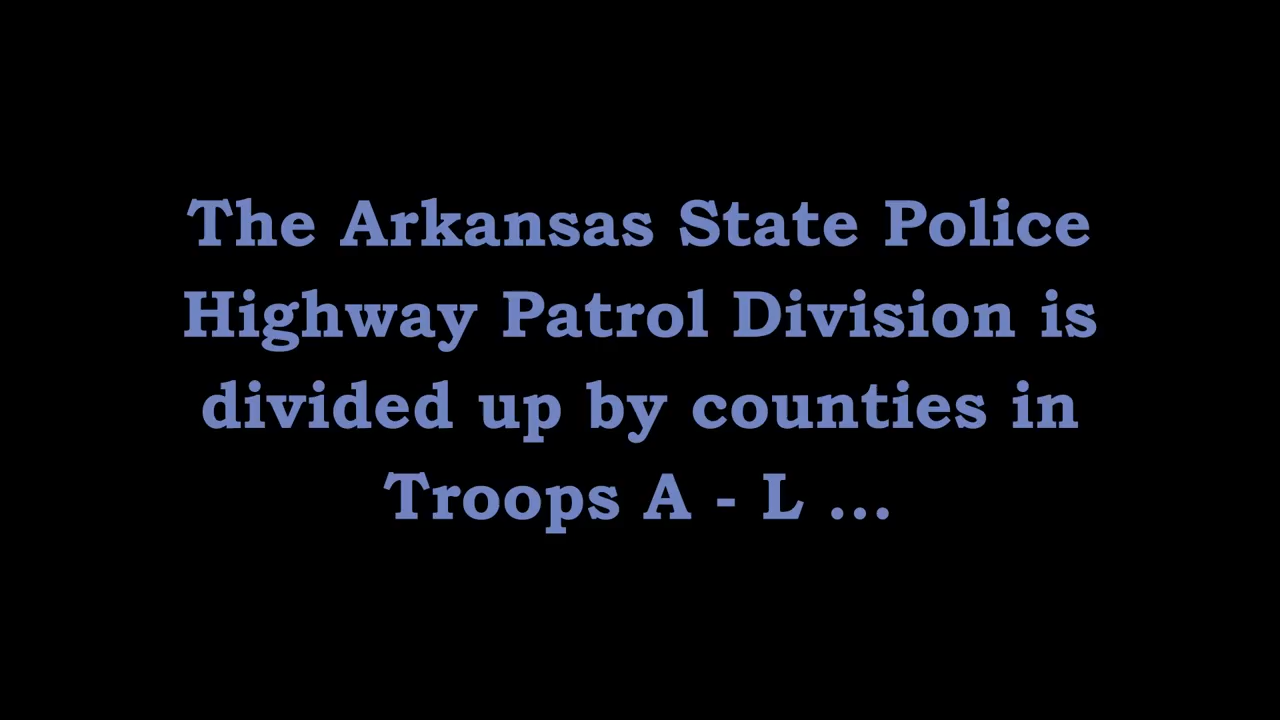 The Arkansas State Police
Highway Patrol Division is
divided up by counties in
Troops A - L ...